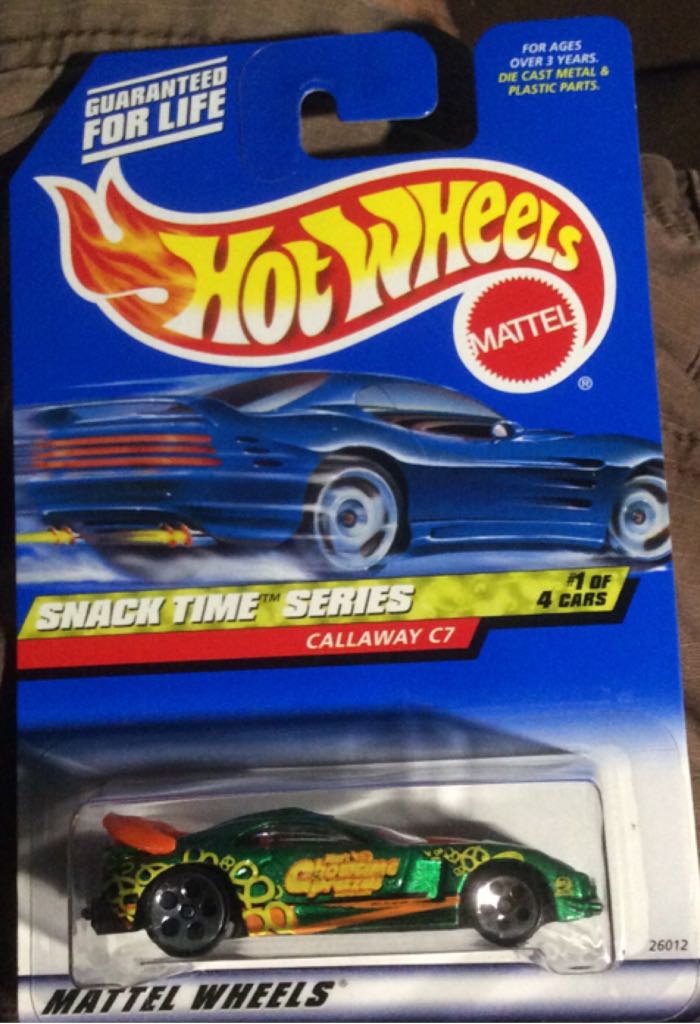 GUARANTEED
FOR LIFE
FOR AGES
OVER 3 YEARS.
DIE CAST METAL &
PLASTIC PARTS.
HOT WHEELS
MATTEL
®
SNACK TIME™ SERIES
#1 OF
4 CARS
CALLAWAY C7
26012
MATTEL WHEELS®